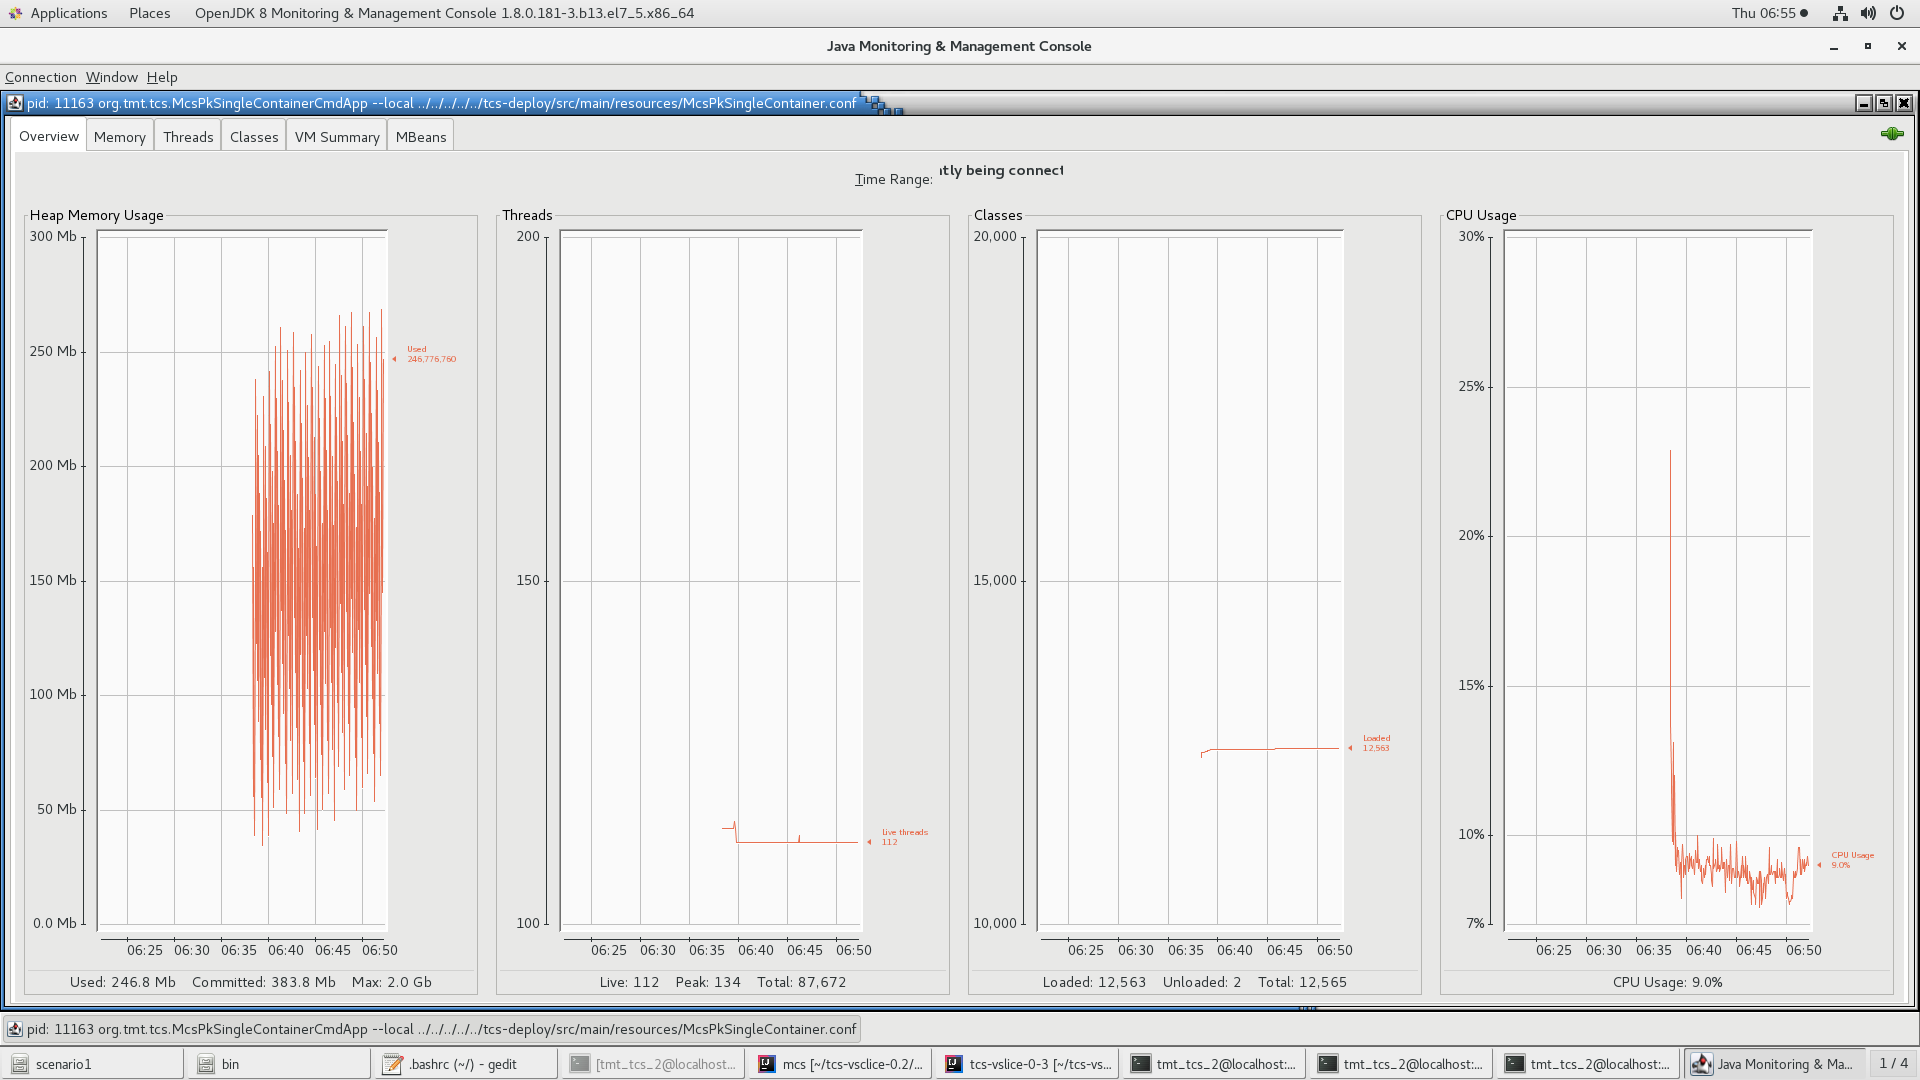 Applications Places OpenJDK 8 Monitoring & Management Console 1.8.0.181-3.b13.el7_5.x86_64 Thu 06:55
Java Monitoring & Management Console
Connection Window Help
pid: 11163 org.tmt.tcs.McsPkSingleContainerCmdApp --local ../../../../../tcs-deploy/src/main/resources/McsPkSingleContainer.conf
Overview Memory Threads Classes VM Summary MBeans
Time Range: ntly being connect
Heap Memory Usage
300 Mb
250 Mb
200 Mb
150 Mb
100 Mb
50 Mb
0.0 Mb
Used
246,776,760
06:25 06:30 06:35 06:40 06:45 06:50
Used: 246.8 Mb Committed: 383.8 Mb Max: 2.0 Gb
Threads
200
150
100
Live threads
112
06:25 06:30 06:35 06:40 06:45 06:50
Live: 112 Peak: 134 Total: 87,672
Classes
20,000
15,000
10,000
Loaded
12,563
06:25 06:30 06:35 06:40 06:45 06:50
Loaded: 12,563 Unloaded: 2 Total: 12,565
CPU Usage
30%
25%
20%
15%
10%
7%
CPU Usage
9.0%
06:25 06:30 06:35 06:40 06:45 06:50
CPU Usage: 9.0%
pid: 11163 org.tmt.tcs.McsPkSingleContainerCmdApp --local ../../../../../tcs-deploy/src/main/resources/McsPkSingleContainer.conf
scenario1 bin .bashrc (~/) - gedit [tmt_tcs_2@localhost... mcs [~/tcs-vsclice-0.2/... tcs-vslice-0-3 [~/tcs-vs... tmt_tcs_2@localhost:... tmt_tcs_2@localhost:... tmt_tcs_2@localhost:... Java Monitoring & Ma... 1 / 4